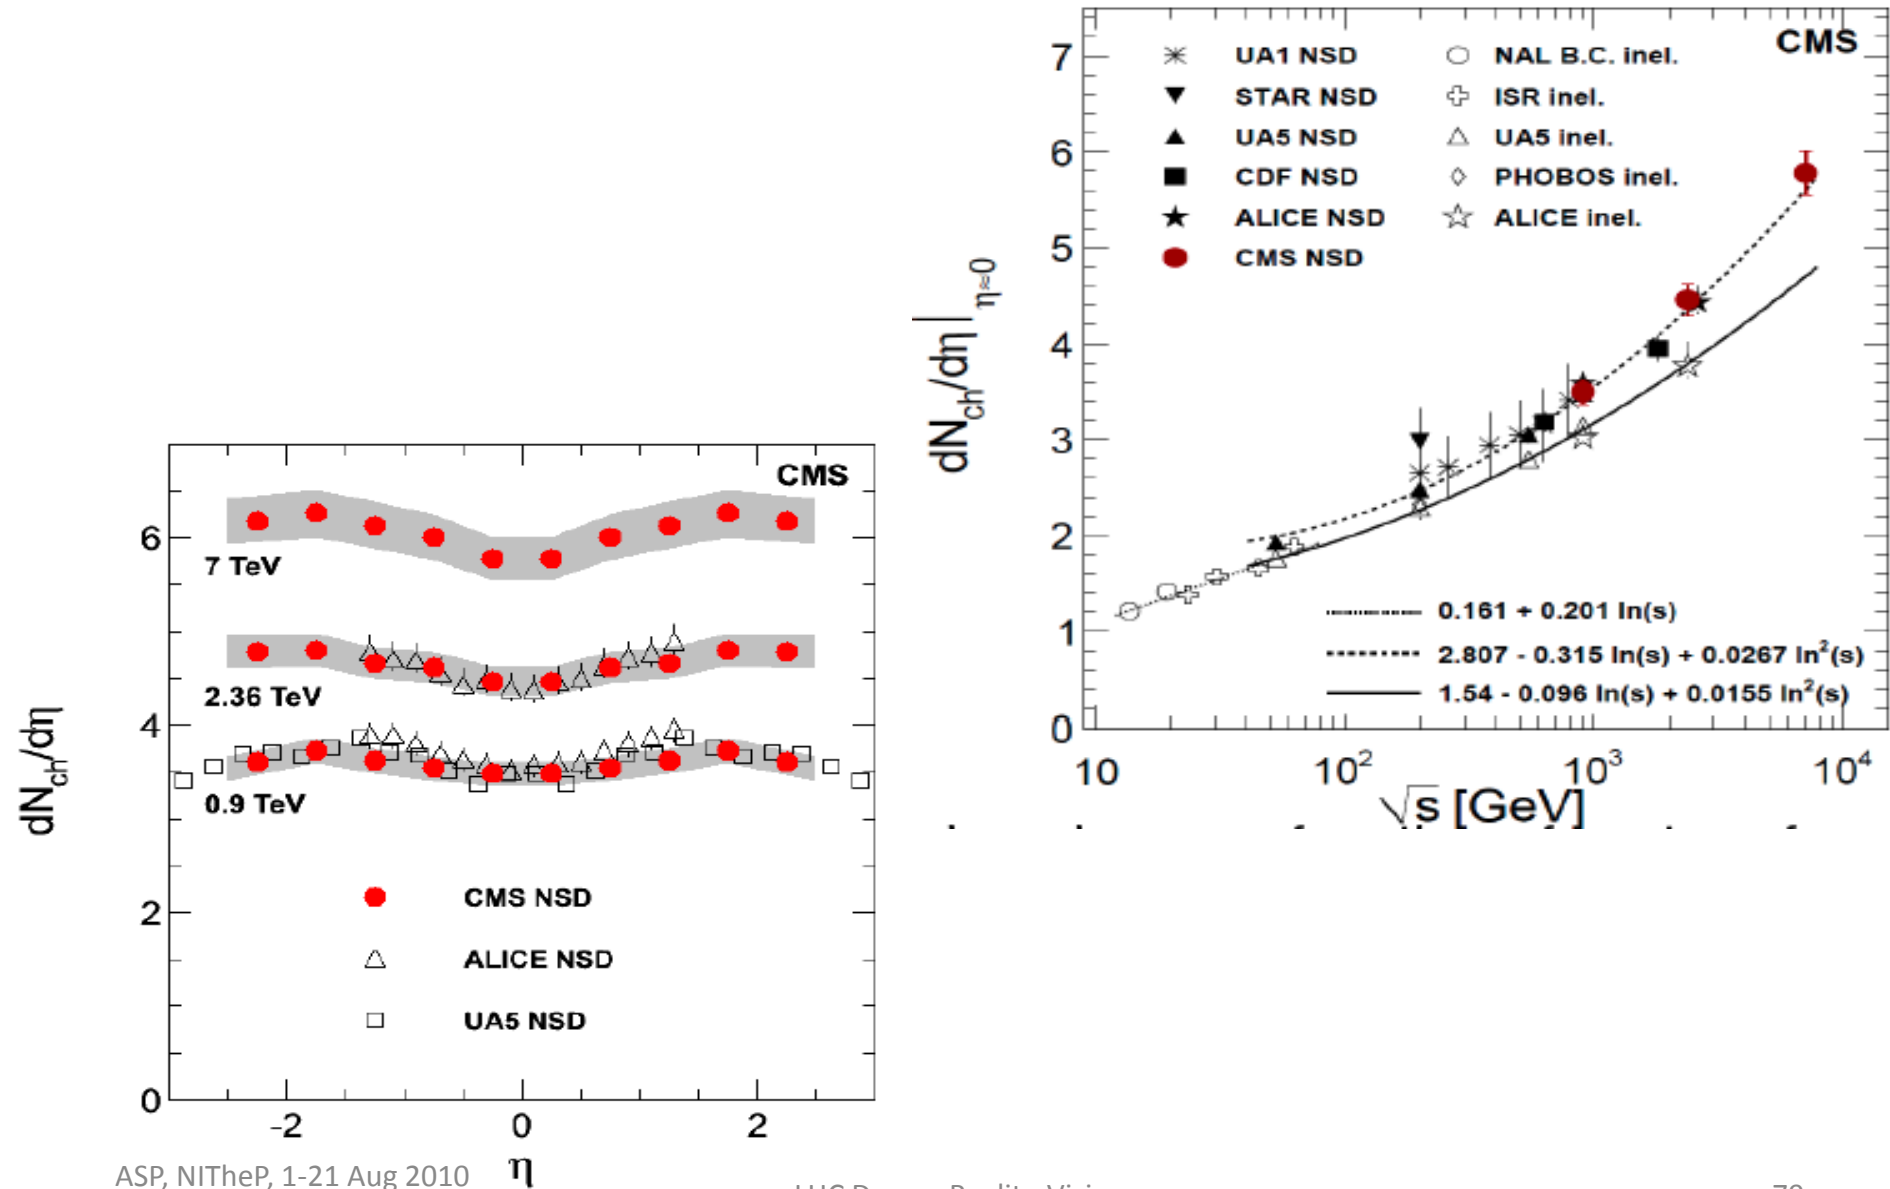 CMS
6
4
2
0
-2
0
2
dN_ch/dη
η
7 TeV
2.36 TeV
0.9 TeV
CMS NSD
ALICE NSD
UA5 NSD
CMS
7
6
5
4
3
2
1
0
10
10²
10³
10⁴
dN_ch/dη|η≈0
√s [GeV]
UA1 NSD
STAR NSD
UA5 NSD
CDF NSD
ALICE NSD
CMS NSD
NAL B.C. inel.
ISR inel.
UA5 inel.
PHOBOS inel.
ALICE inel.
0.161 + 0.201 ln(s)
2.807 - 0.315 ln(s) + 0.0267 ln²(s)
1.54 - 0.096 ln(s) + 0.0155 ln²(s)
ASP, NITheP, 1-21 Aug 2010